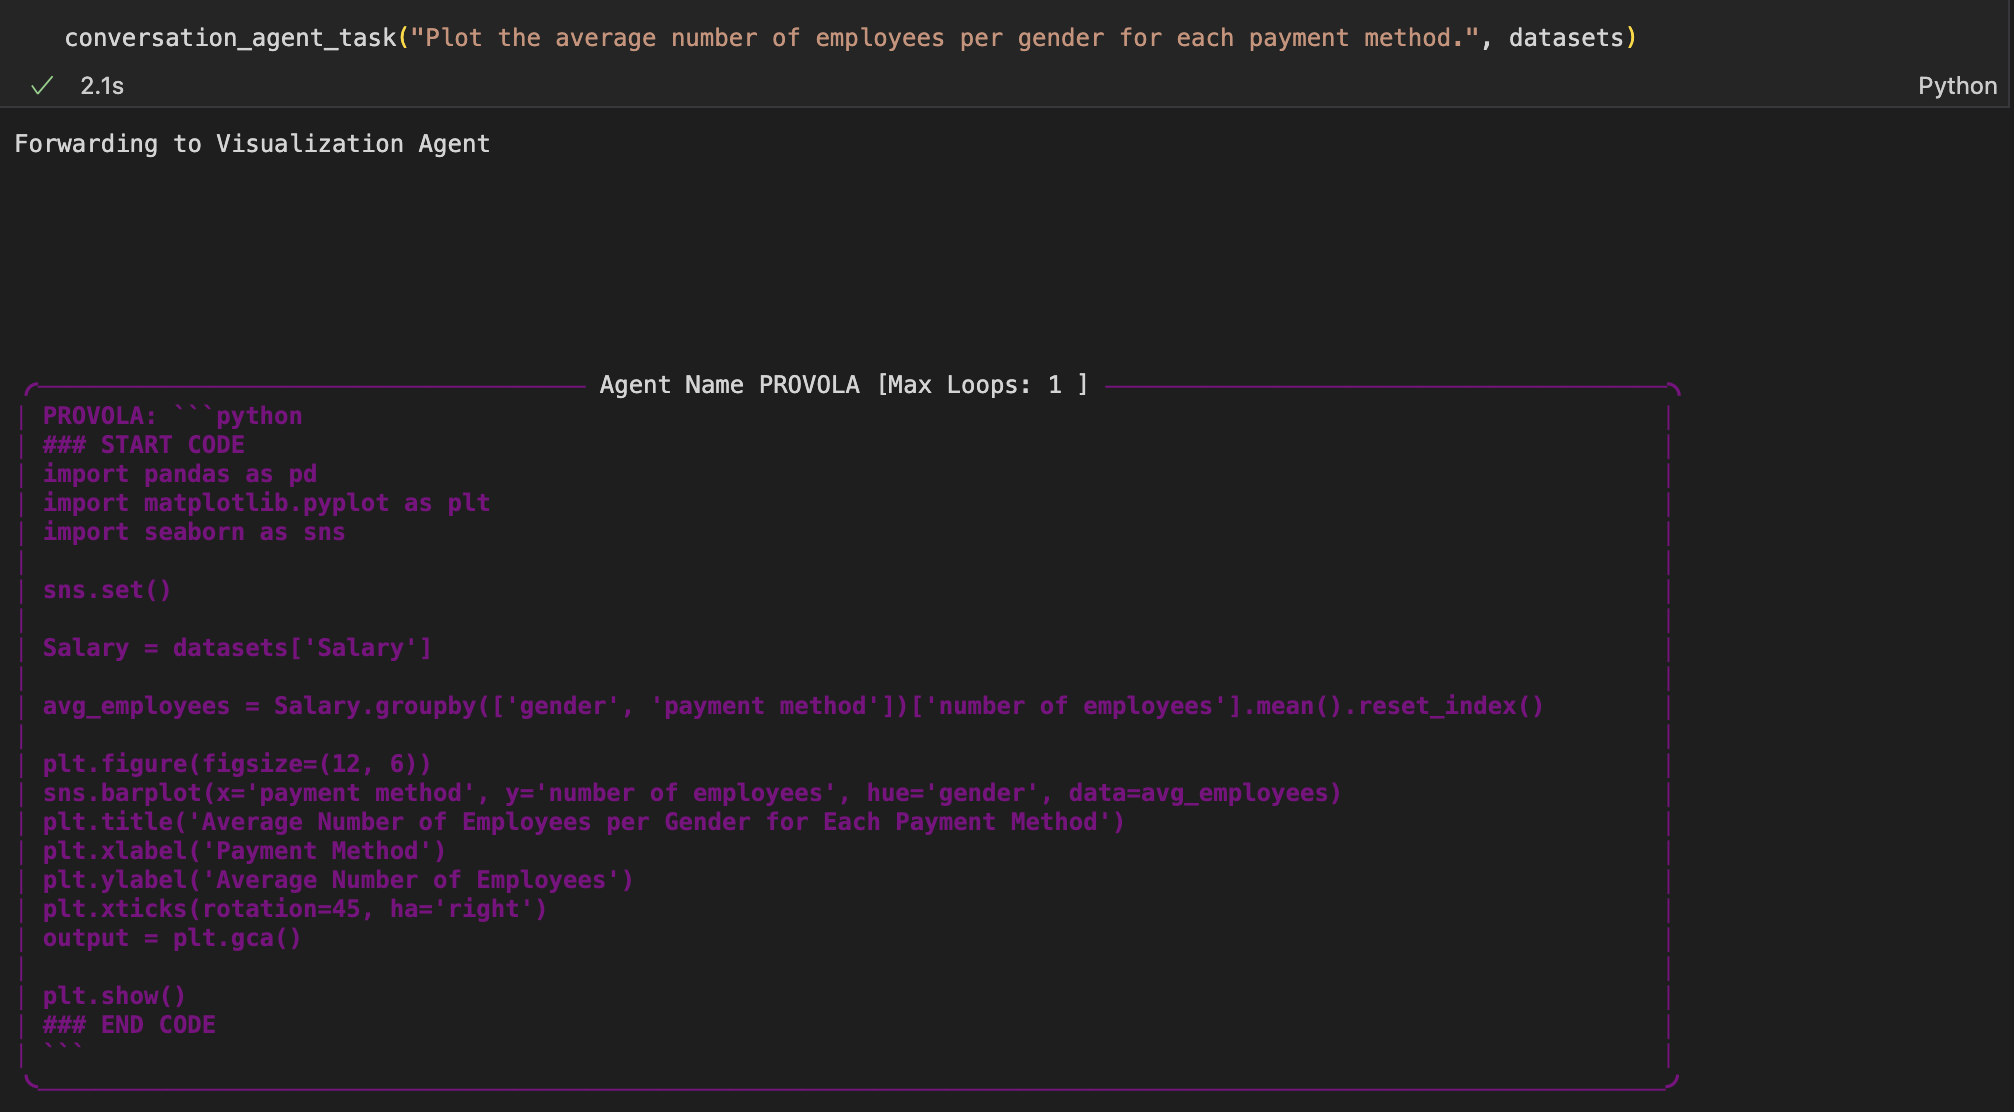 conversation_agent_task("Plot the average number of employees per gender for each payment method.", datasets)
2.1s
Python
Forwarding to Visualization Agent
Agent Name PROVOLA [Max Loops: 1 ]
PROVOLA: ```python
### START CODE
import pandas as pd
import matplotlib.pyplot as plt
import seaborn as sns
sns.set()
Salary = datasets['Salary']
avg_employees = Salary.groupby(['gender', 'payment method'])['number of employees'].mean().reset_index()
plt.figure(figsize=(12, 6))
sns.barplot(x='payment method', y='number of employees', hue='gender', data=avg_employees)
plt.title('Average Number of Employees per Gender for Each Payment Method')
plt.xlabel('Payment Method')
plt.ylabel('Average Number of Employees')
plt.xticks(rotation=45, ha='right')
output = plt.gca()
plt.show()
### END CODE
```